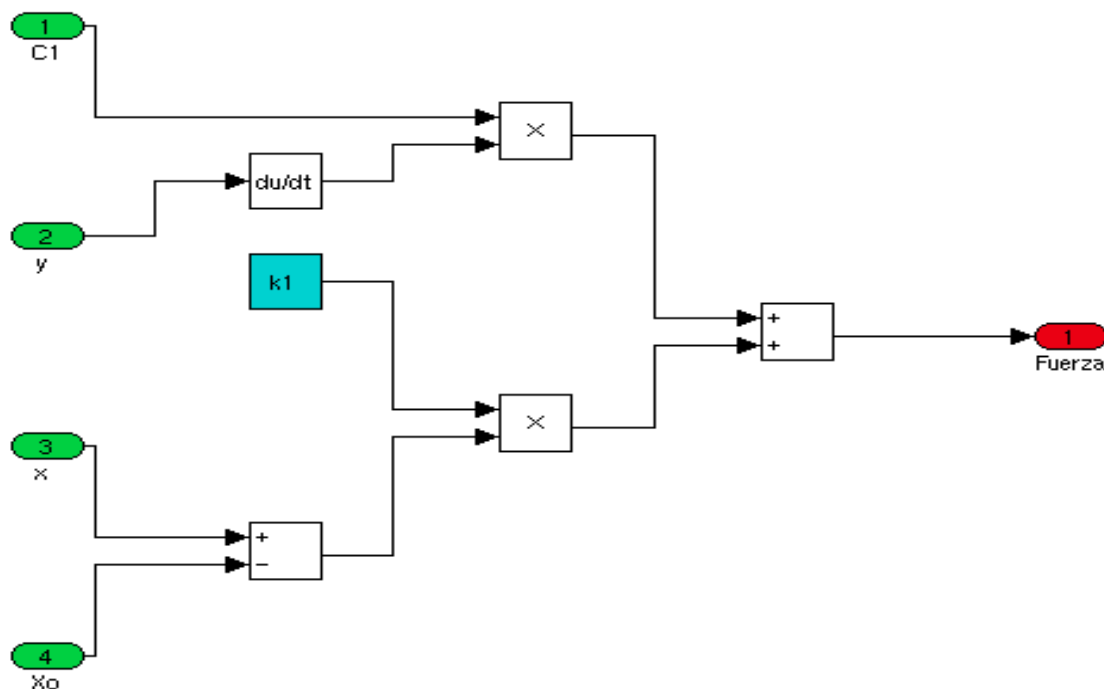 1
C1
×
du/dt
2
y
k1
+
+
1
Fuerza
×
3
x
+
−
4
Xo